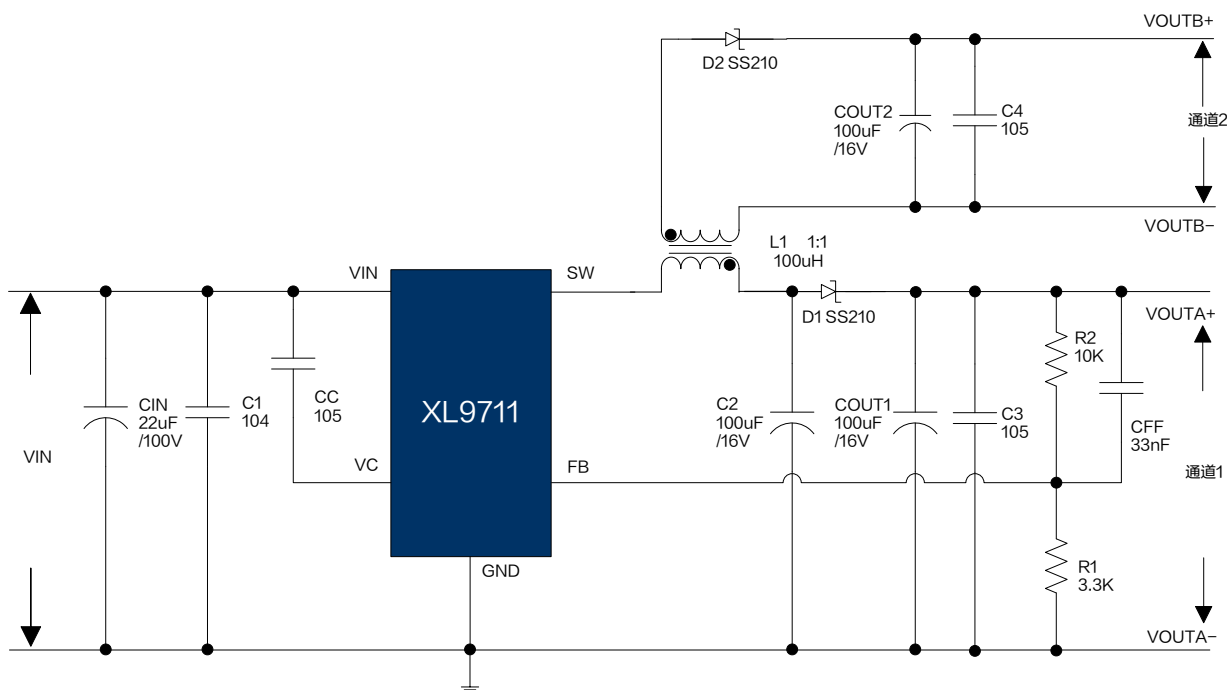 VOUTB+
D2 SS210
COUT2
100uF
/16V
C4
105
通道2
VOUTB−
L1 1:1
100uH
VIN
SW
D1 SS210
VOUTA+
R2
10K
CIN
22uF
/100V
C1
104
CC
105
XL9711
C2
100uF
/16V
COUT1
100uF
/16V
C3
105
CFF
33nF
VIN
VC
FB
通道1
GND
R1
3.3K
VOUTA−